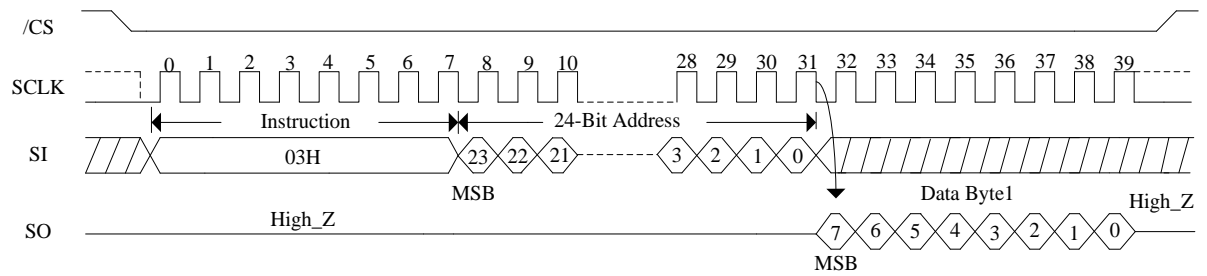 /CS
0 1 2 3 4 5 6 7 8 9 10 28 29 30 31 32 33 34 35 36 37 38 39
SCLK
Instruction 24-Bit Address
SI 03H 23 22 21 3 2 1 0
MSB Data Byte1 High_Z
High_Z
SO 7 6 5 4 3 2 1 0
MSB